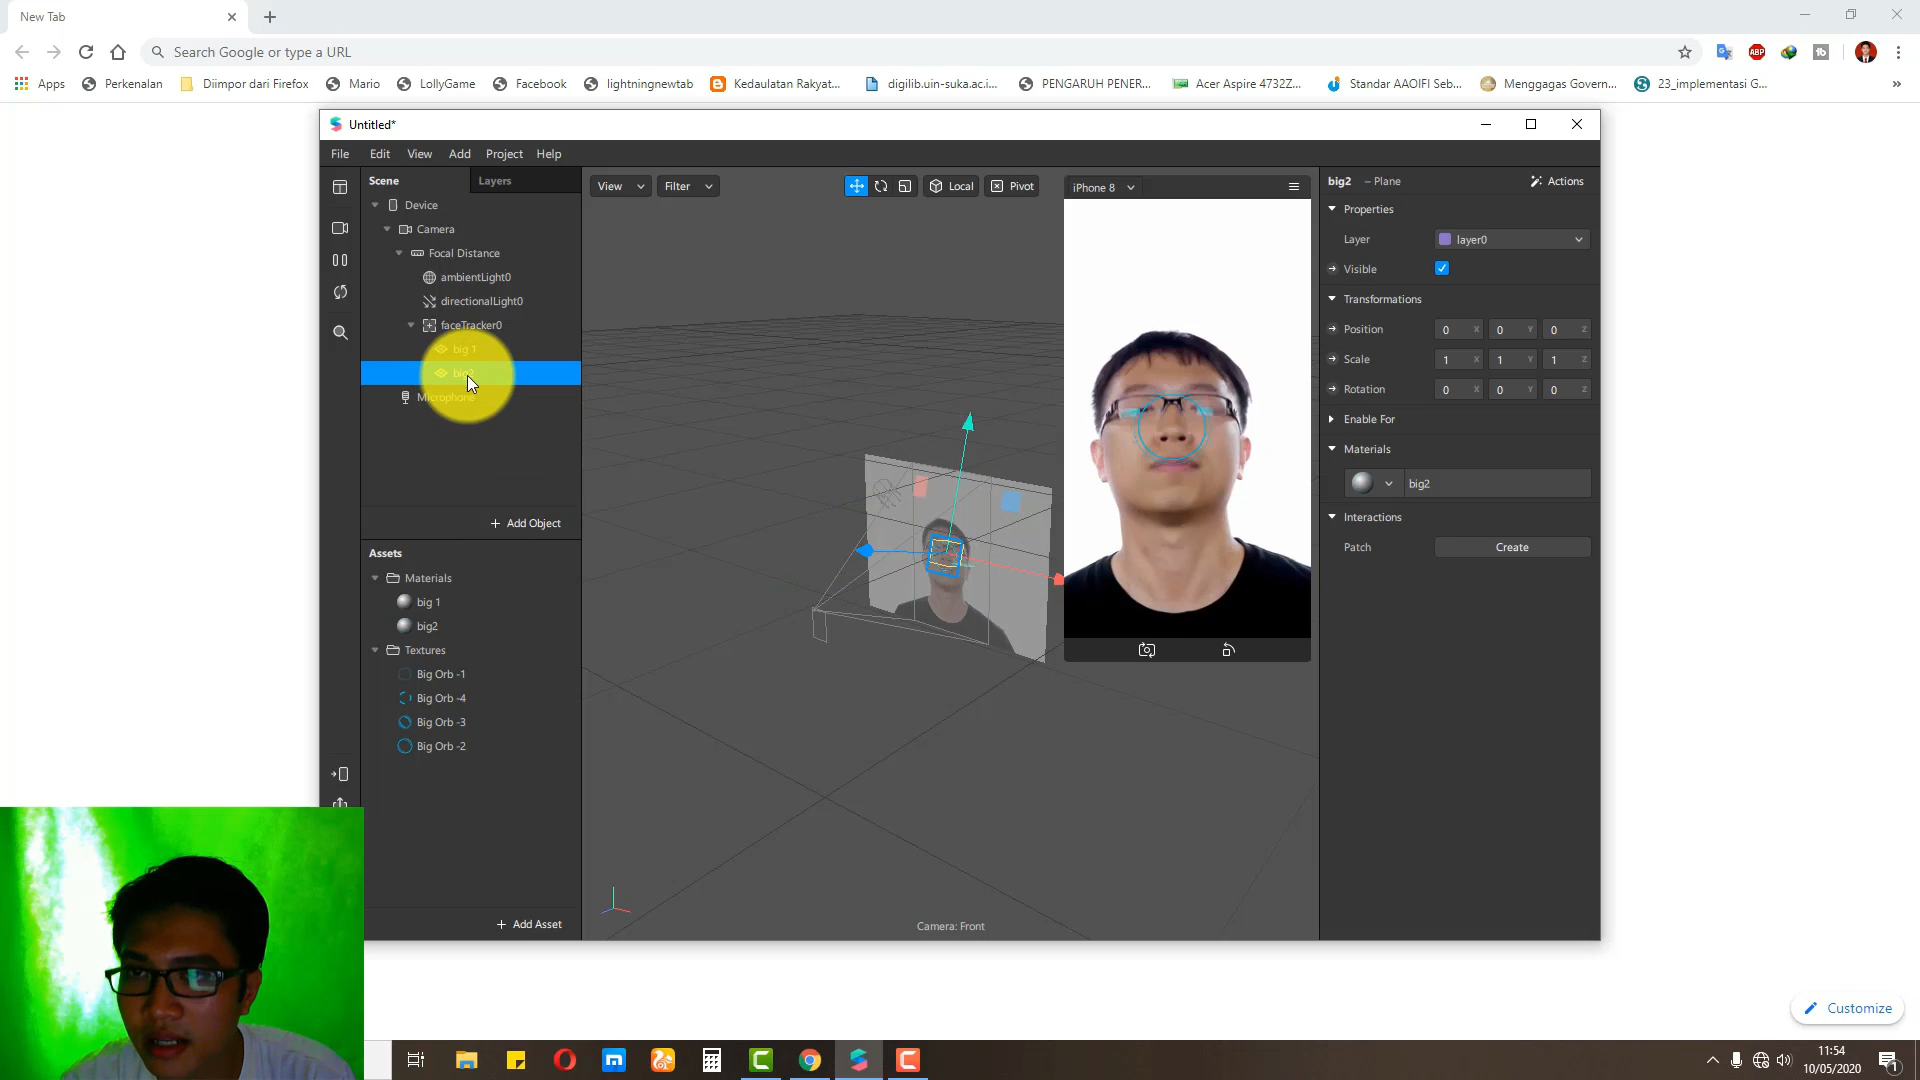 New Tab
Search Google or type a URL
ABP
Apps
Perkenalan
Diimpor dari Firefox
Mario
LollyGame
Facebook
lightningnewtab
Kedaulatan Rakyat...
digilib.uin-suka.ac.i...
PENGARUH PENER...
Acer Aspire 4732Z...
Standar AAOIFI Seb...
Menggagas Govern...
23_implementasi G...
»
Untitled*
File Edit View Add Project Help
Scene
Layers
View
Filter
Local
Pivot
iPhone 8
big2 – Plane
Actions
Device
Camera
Focal Distance
ambientLight0
directionalLight0
faceTracker0
big 1
big2
Microphone
+ Add Object
Assets
Materials
big 1
big2
Textures
Big Orb -1
Big Orb -4
Big Orb -3
Big Orb -2
+ Add Asset
Camera: Front
Properties
Layer
layer0
Visible
Transformations
Position 0 X 0 Y 0 Z
Scale 1 X 1 Y 1 Z
Rotation 0 X 0 Y 0 Z
Enable For
Materials
big2
Interactions
Patch
Create
Customize
11:54
10/05/2020
1